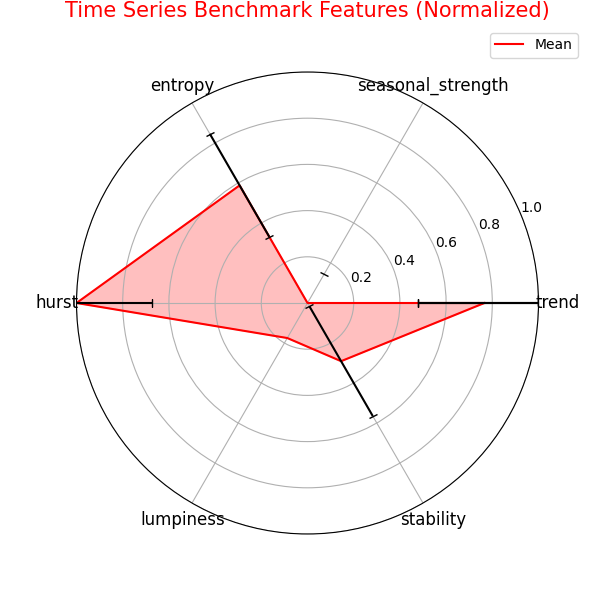 Time Series Benchmark Features (Normalized)
Mean
entropy
seasonal_strength
1.0
0.8
0.6
0.4
0.2
hurst
trend
lumpiness
stability